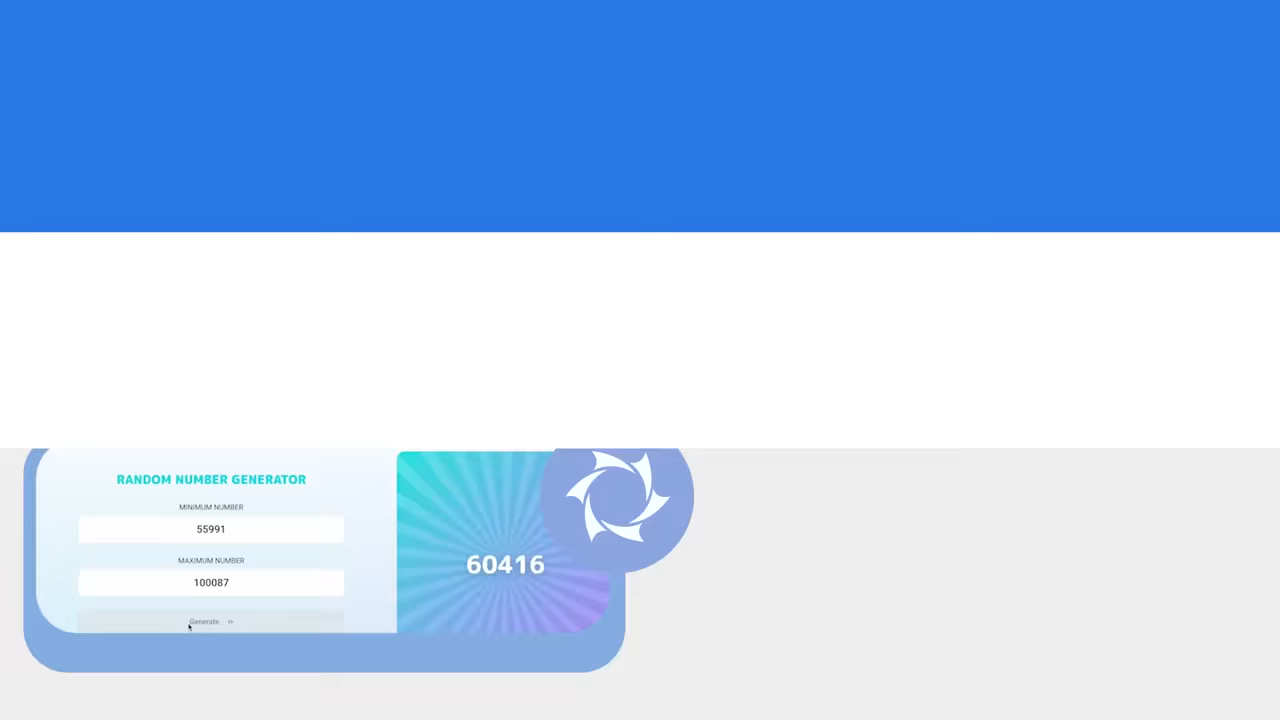 RANDOM NUMBER GENERATOR
MINIMUM NUMBER
55991
MAXIMUM NUMBER
100087
Generate »
60416